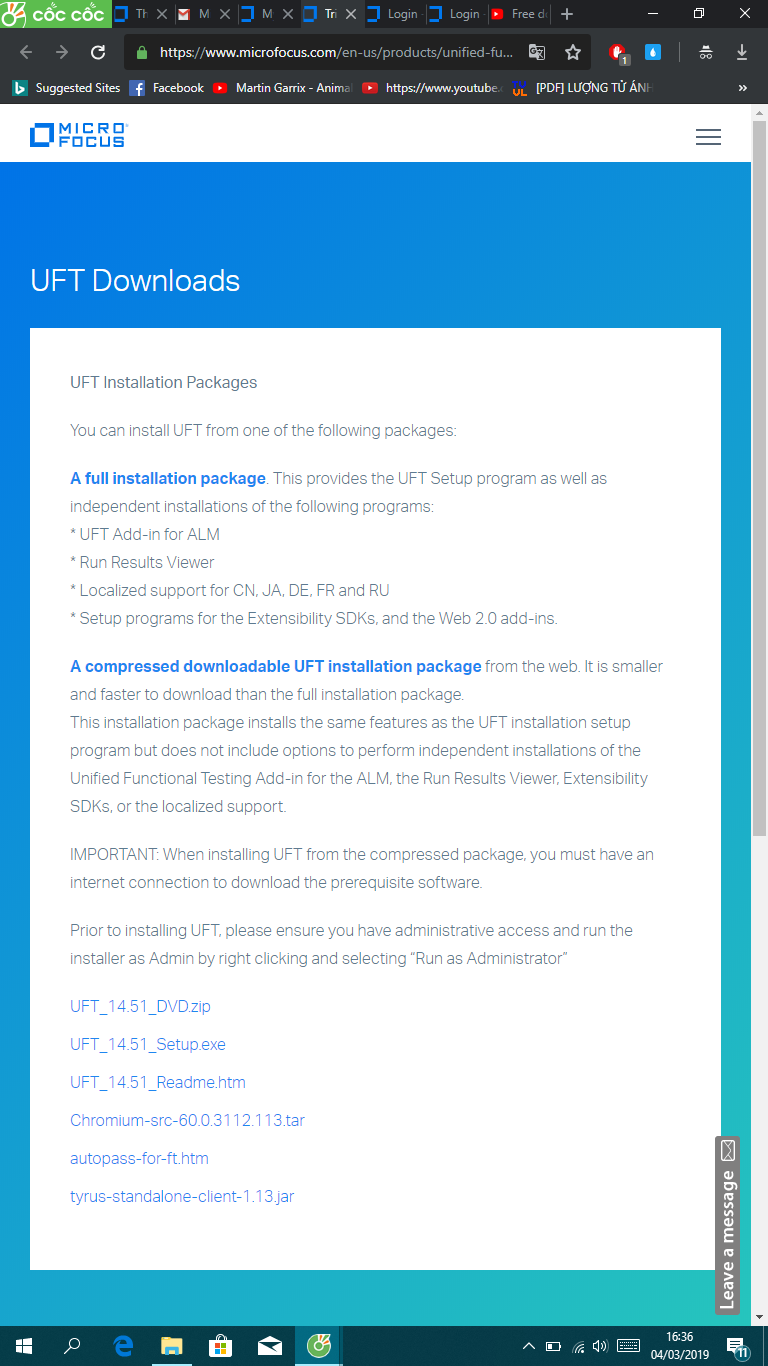 cốc cốc
Th
M
M
Tri
Login
Login
Free d
https://www.microfocus.com/en-us/products/unified-fu...
1
Suggested Sites
Facebook
Martin Garrix - Animal
https://www.youtube.c
[PDF] LƯỢNG TỬ ÁNH
»
MICRO
FOCUS
UFT Downloads
UFT Installation Packages
You can install UFT from one of the following packages:
A full installation package. This provides the UFT Setup program as well as
independent installations of the following programs:
* UFT Add-in for ALM
* Run Results Viewer
* Localized support for CN, JA, DE, FR and RU
* Setup programs for the Extensibility SDKs, and the Web 2.0 add-ins.
A compressed downloadable UFT installation package from the web. It is smaller
and faster to download than the full installation package.
This installation package installs the same features as the UFT installation setup
program but does not include options to perform independent installations of the
Unified Functional Testing Add-in for the ALM, the Run Results Viewer, Extensibility
SDKs, or the localized support.
IMPORTANT: When installing UFT from the compressed package, you must have an
internet connection to download the prerequisite software.
Prior to installing UFT, please ensure you have administrative access and run the
installer as Admin by right clicking and selecting “Run as Administrator”
UFT_14.51_DVD.zip
UFT_14.51_Setup.exe
UFT_14.51_Readme.htm
Chromium-src-60.0.3112.113.tar
autopass-for-ft.htm
tyrus-standalone-client-1.13.jar
Leave a message
16:36
04/03/2019
11